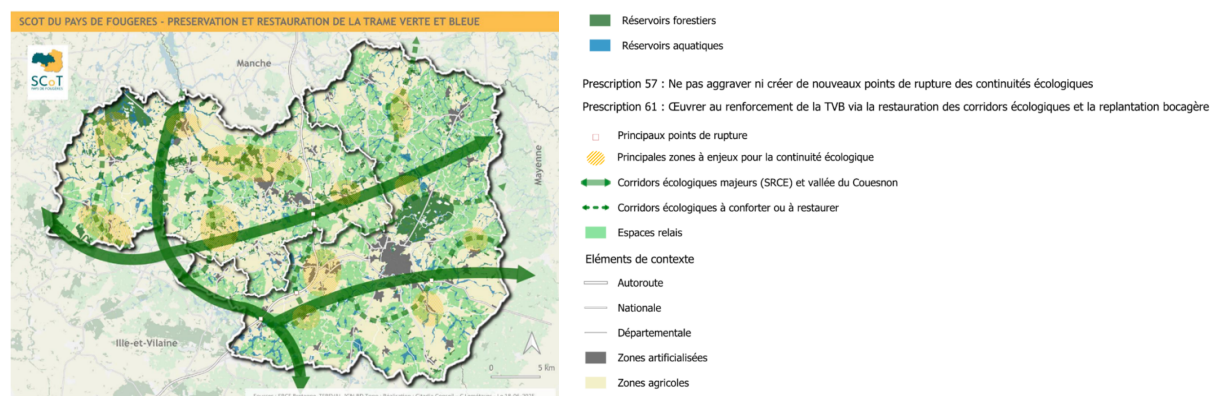 SCOT DU PAYS DE FOUGERES - PRESERVATION ET RESTAURATION DE LA TRAME VERTE ET BLEUE
SCoT
PAYS DE FOUGERES
Manche
Mayenne
Ille-et-Vilaine
0 5 Km
Réservoirs forestiers
Réservoirs aquatiques
Prescription 57 : Ne pas aggraver ni créer de nouveaux points de rupture des continuités écologiques
Prescription 61 : Œuvrer au renforcement de la TVB via la restauration des corridors écologiques et la replantation bocagère
Principaux points de rupture
Principales zones à enjeux pour la continuité écologique
Corridors écologiques majeurs (SRCE) et vallée du Couesnon
Corridors écologiques à conforter ou à restaurer
Espaces relais
Eléments de contexte
Autoroute
Nationale
Départementale
Zones artificialisées
Zones agricoles